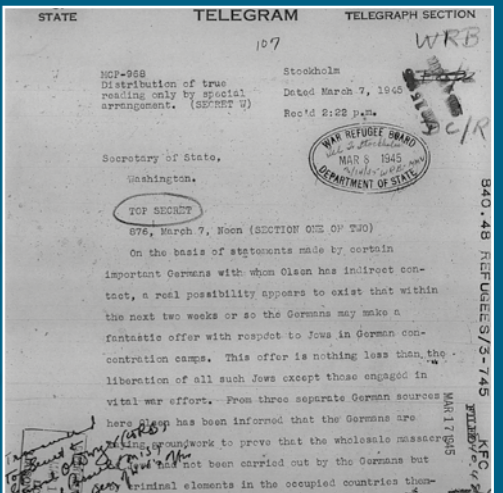 STATE TELEGRAM TELEGRAPH SECTION
107
WRB
MCP-968
Distribution of true
reading only by special
arrangement. (SECRET W)
Stockholm
Dated March 7, 1945
Rec'd 2:22 p.m.
DC/R
WAR REFUGEE BOARD
MAR 8 1945
DEPARTMENT OF STATE
Secretary of State,
Washington.
TOP SECRET
876, March 7, Noon (SECTION ONE OF TWO)
On the basis of statements made by certain
important Germans with whom Olsen has indirect con-
tact, a real possibility appears to exist that within
the next two weeks or so the Germans may make a
fantastic offer with respdct to Jews in German con-
centration camps. This offer is nothing less than the
liberation of all such Jews except those engaged in
vital war effort. From three separate German sources
here Olsen has been informed that the Germans are
laying groundwork to prove that the wholesale massacre
had not been carried out by the Germans but
criminal elements in the occupied countries them-
840.48 REFUGEES/3-745
KFC
MAR 17 1945
FILED